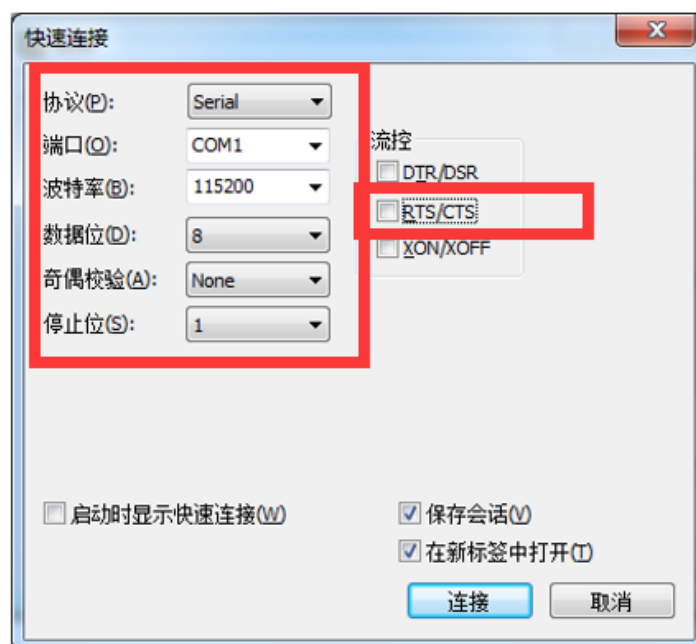 快速连接
协议(P): Serial
端口(O): COM1
波特率(B): 115200
数据位(D): 8
奇偶校验(A): None
停止位(S): 1
流控
DTR/DSR
RTS/CTS
XON/XOFF
启动时显示快速连接(W)
保存会话(V)
在新标签中打开(T)
连接 取消